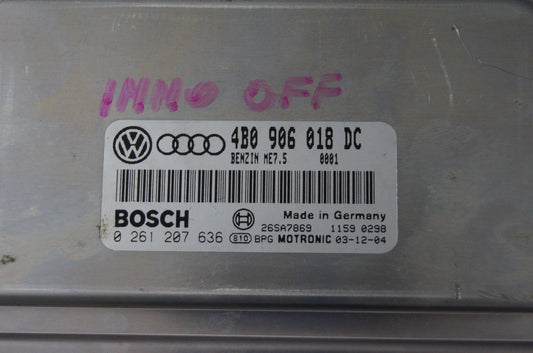 IMMO OFF
4B0 906 018 DC
BENZIN ME7.5 0001
BOSCH Made in Germany
26SA7869 1159 0298
0 261 207 636 810 BPG MOTRONIC 03-12-04